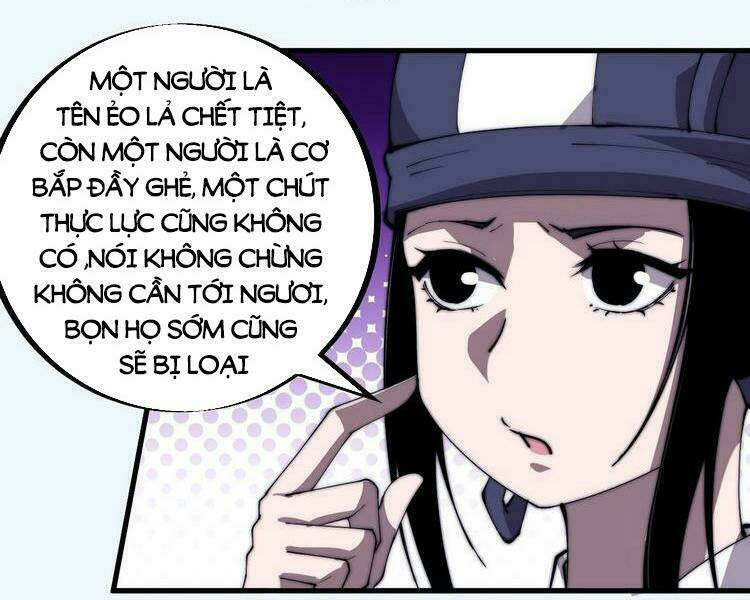 MỘT NGƯỜI LÀ
TÊN ẺO LẢ CHẾT TIỆT,
CÒN MỘT NGƯỜI LÀ CƠ
BẮP ĐẦY GHẺ, MỘT CHÚT
THỰC LỰC CŨNG KHÔNG
CÓ ,NÓI KHÔNG CHỪNG
KHÔNG CẦN TỚI NGƯƠI,
BỌN HỌ SỚM CŨNG
SẼ BỊ LOẠI